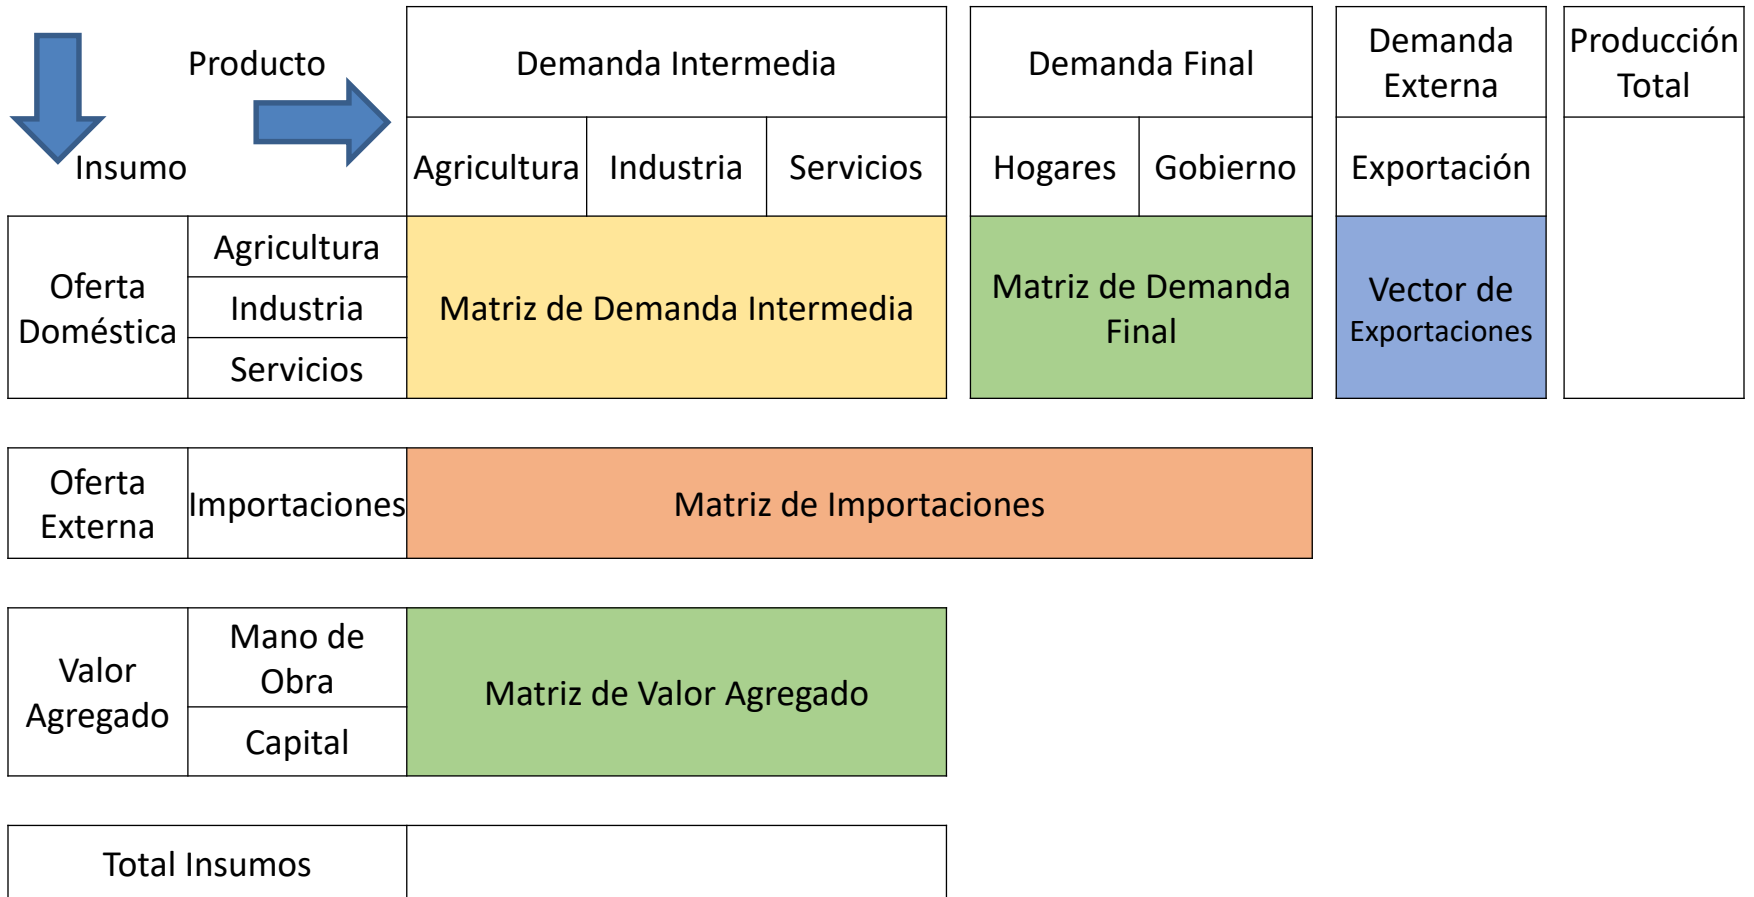 Producto
Insumo
Demanda Intermedia
Demanda Final
Demanda
Externa
Producción
Total
Agricultura
Industria
Servicios
Hogares
Gobierno
Exportación
Oferta
Doméstica
Agricultura
Industria
Servicios
Matriz de Demanda Intermedia
Matriz de Demanda
Final
Vector de
Exportaciones
Oferta
Externa
Importaciones
Matriz de Importaciones
Valor
Agregado
Mano de
Obra
Capital
Matriz de Valor Agregado
Total Insumos